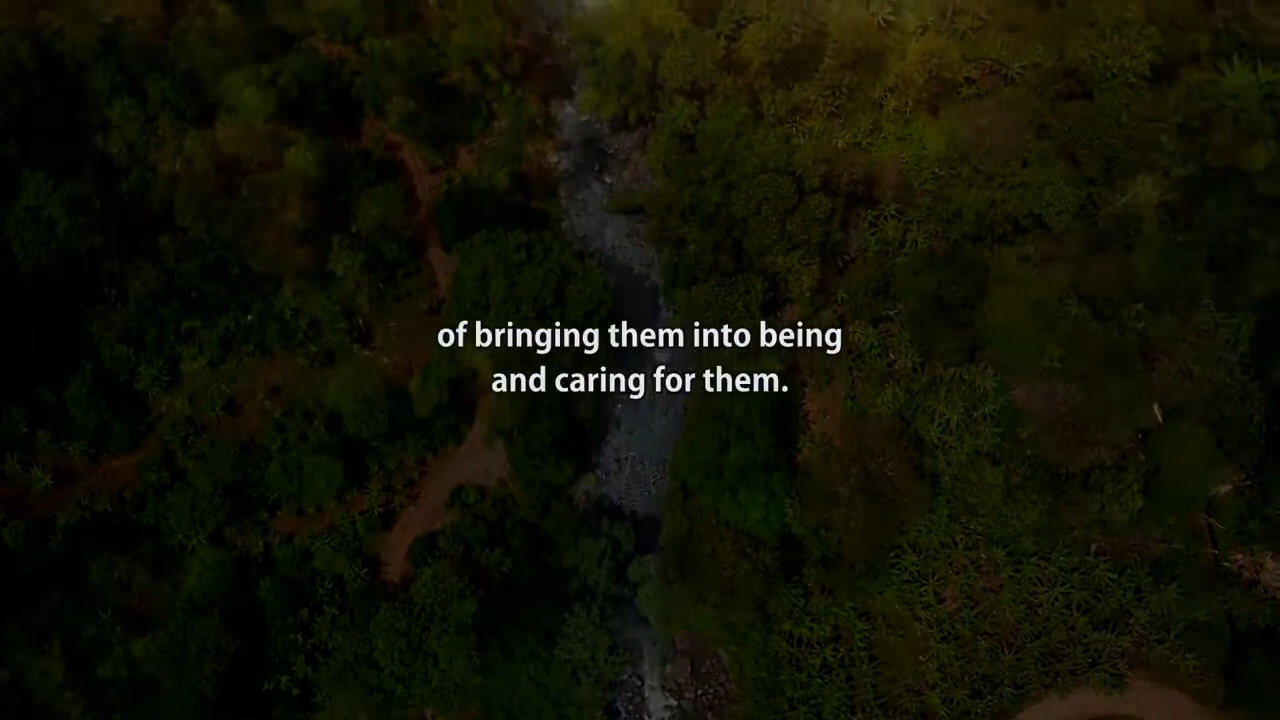 of bringing them into being
and caring for them.